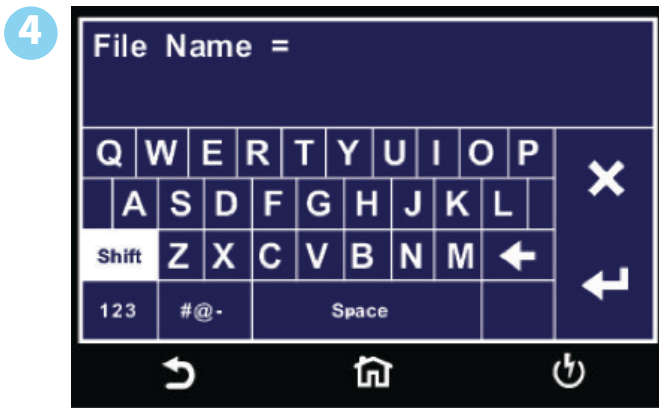 4
File Name =
Q W E R T Y U I O P
A S D F G H J K L
Shift Z X C V B N M
123 #@- Space